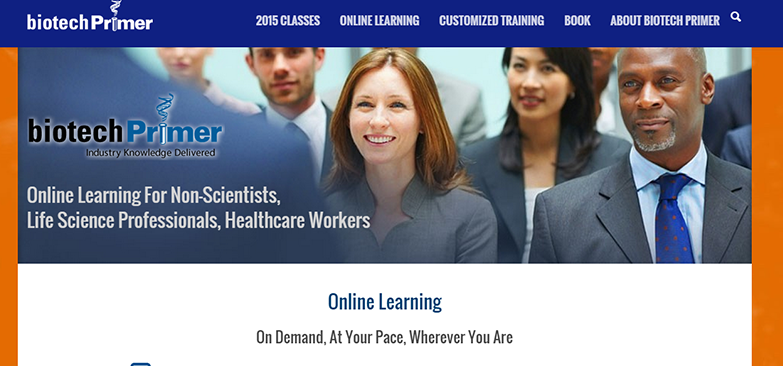 biotechPrimer
2015 CLASSES ONLINE LEARNING CUSTOMIZED TRAINING BOOK ABOUT BIOTECH PRIMER
biotechPrimer
Industry Knowledge Delivered
Online Learning For Non-Scientists,
Life Science Professionals, Healthcare Workers
Online Learning
On Demand, At Your Pace, Wherever You Are